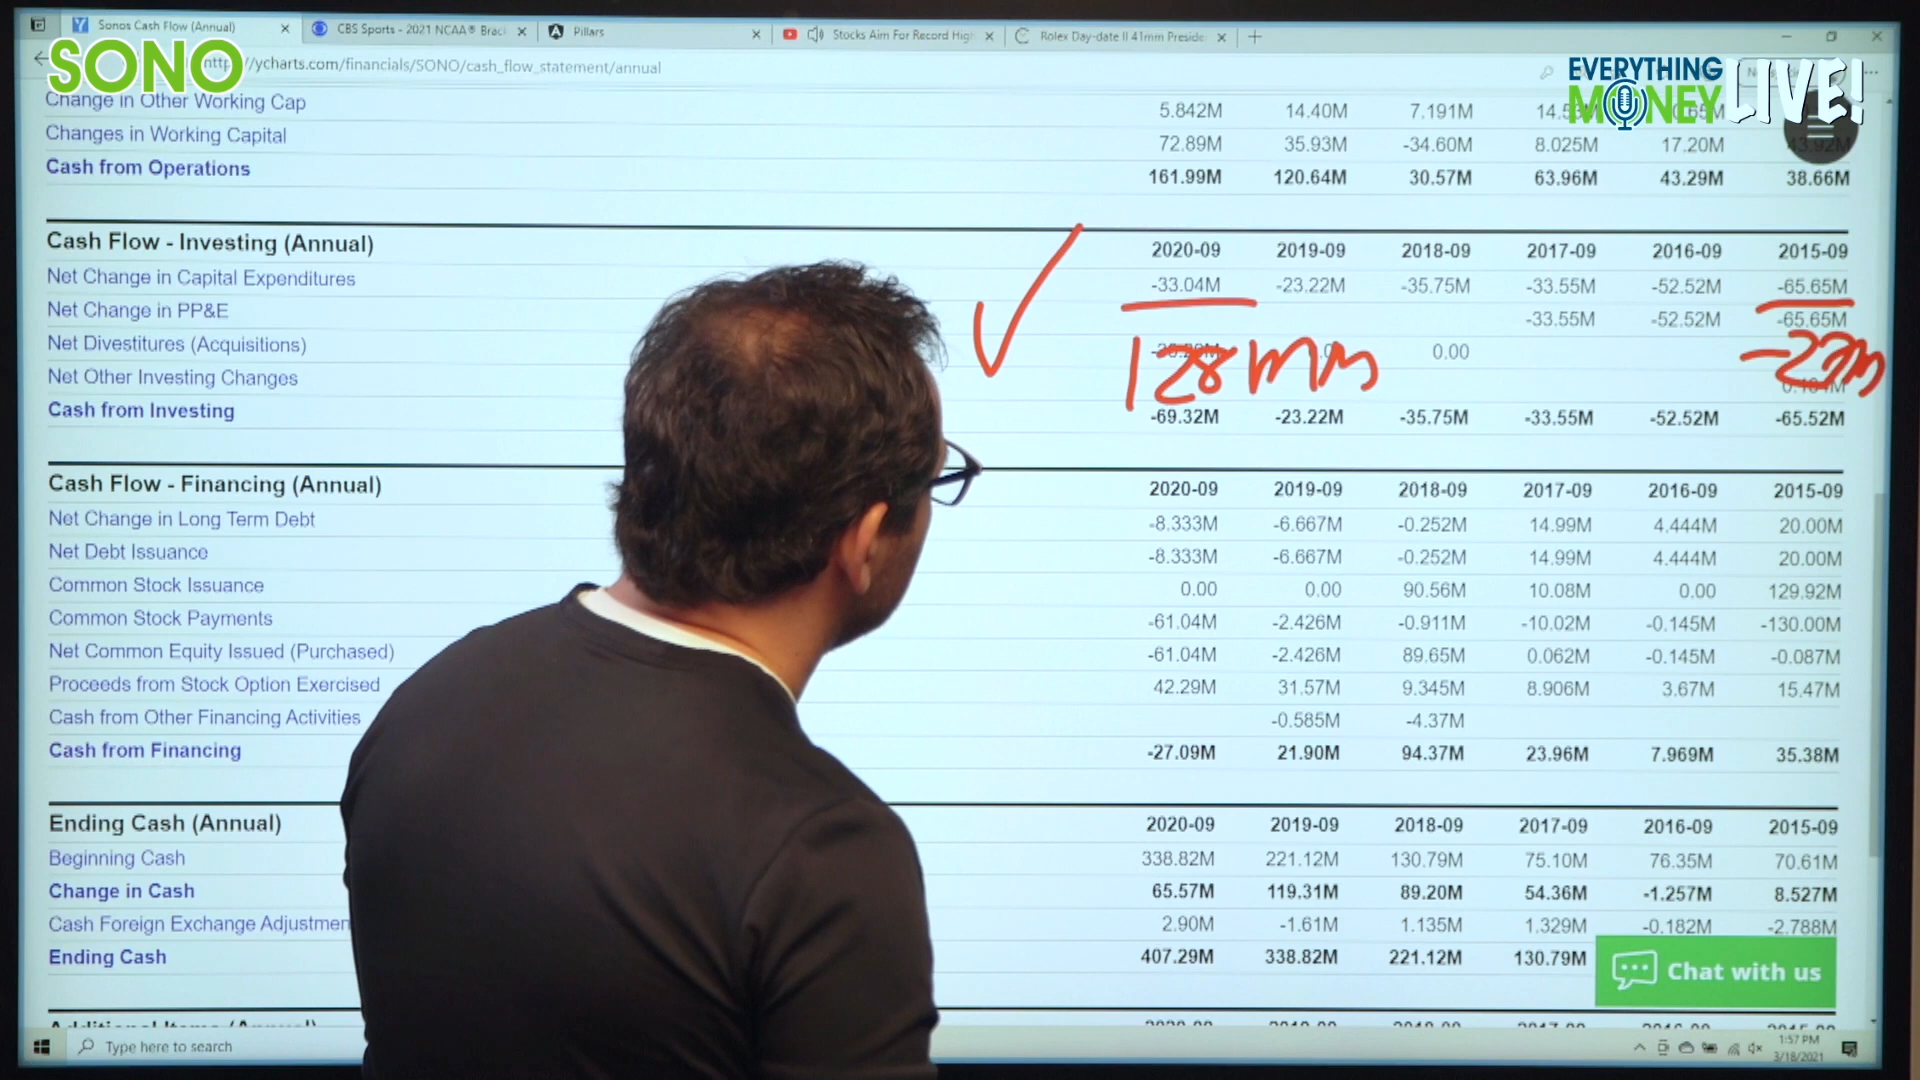 Sonos Cash Flow (Annual)
CBS Sports - 2021 NCAA® Brac
Pillars
Stocks Aim For Record High
Rolex Day-date II 41mm Preside
SONO
ycharts.com/financials/SONO/cash_flow_statement/annual
EVERYTHING MONEY LIVE!
Change in Other Working Cap 5.842M 14.40M 7.191M
Changes in Working Capital 72.89M 35.93M -34.60M 8.025M 17.20M 43.92M
Cash from Operations 161.99M 120.64M 30.57M 63.96M 43.29M 38.66M
Cash Flow - Investing (Annual) 2020-09 2019-09 2018-09 2017-09 2016-09 2015-09
Net Change in Capital Expenditures -33.04M -23.22M -35.75M -33.55M -52.52M -65.65M
Net Change in PP&E -33.55M -52.52M -65.65M
Net Divestitures (Acquisitions) 0.00
128mm
-27m
Net Other Investing Changes
Cash from Investing -69.32M -23.22M -35.75M -33.55M -52.52M -65.52M
Cash Flow - Financing (Annual) 2020-09 2019-09 2018-09 2017-09 2016-09 2015-09
Net Change in Long Term Debt -8.333M -6.667M -0.252M 14.99M 4.444M 20.00M
Net Debt Issuance -8.333M -6.667M -0.252M 14.99M 4.444M 20.00M
Common Stock Issuance 0.00 0.00 90.56M 10.08M 0.00 129.92M
Common Stock Payments -61.04M -2.426M -0.911M -10.02M -0.145M -130.00M
Net Common Equity Issued (Purchased) -61.04M -2.426M 89.65M 0.062M -0.145M -0.087M
Proceeds from Stock Option Exercised 42.29M 31.57M 9.345M 8.906M 3.67M 15.47M
Cash from Other Financing Activities -0.585M -4.37M
Cash from Financing -27.09M 21.90M 94.37M 23.96M 7.969M 35.38M
Ending Cash (Annual) 2020-09 2019-09 2018-09 2017-09 2016-09 2015-09
Beginning Cash 338.82M 221.12M 130.79M 75.10M 76.35M 70.61M
Change in Cash 65.57M 119.31M 89.20M 54.36M -1.257M 8.527M
Cash Foreign Exchange Adjustmen 2.90M -1.61M 1.135M 1.329M -0.182M -2.788M
Ending Cash 407.29M 338.82M 221.12M 130.79M
Chat with us
Type here to search
1:57 PM
3/18/2021